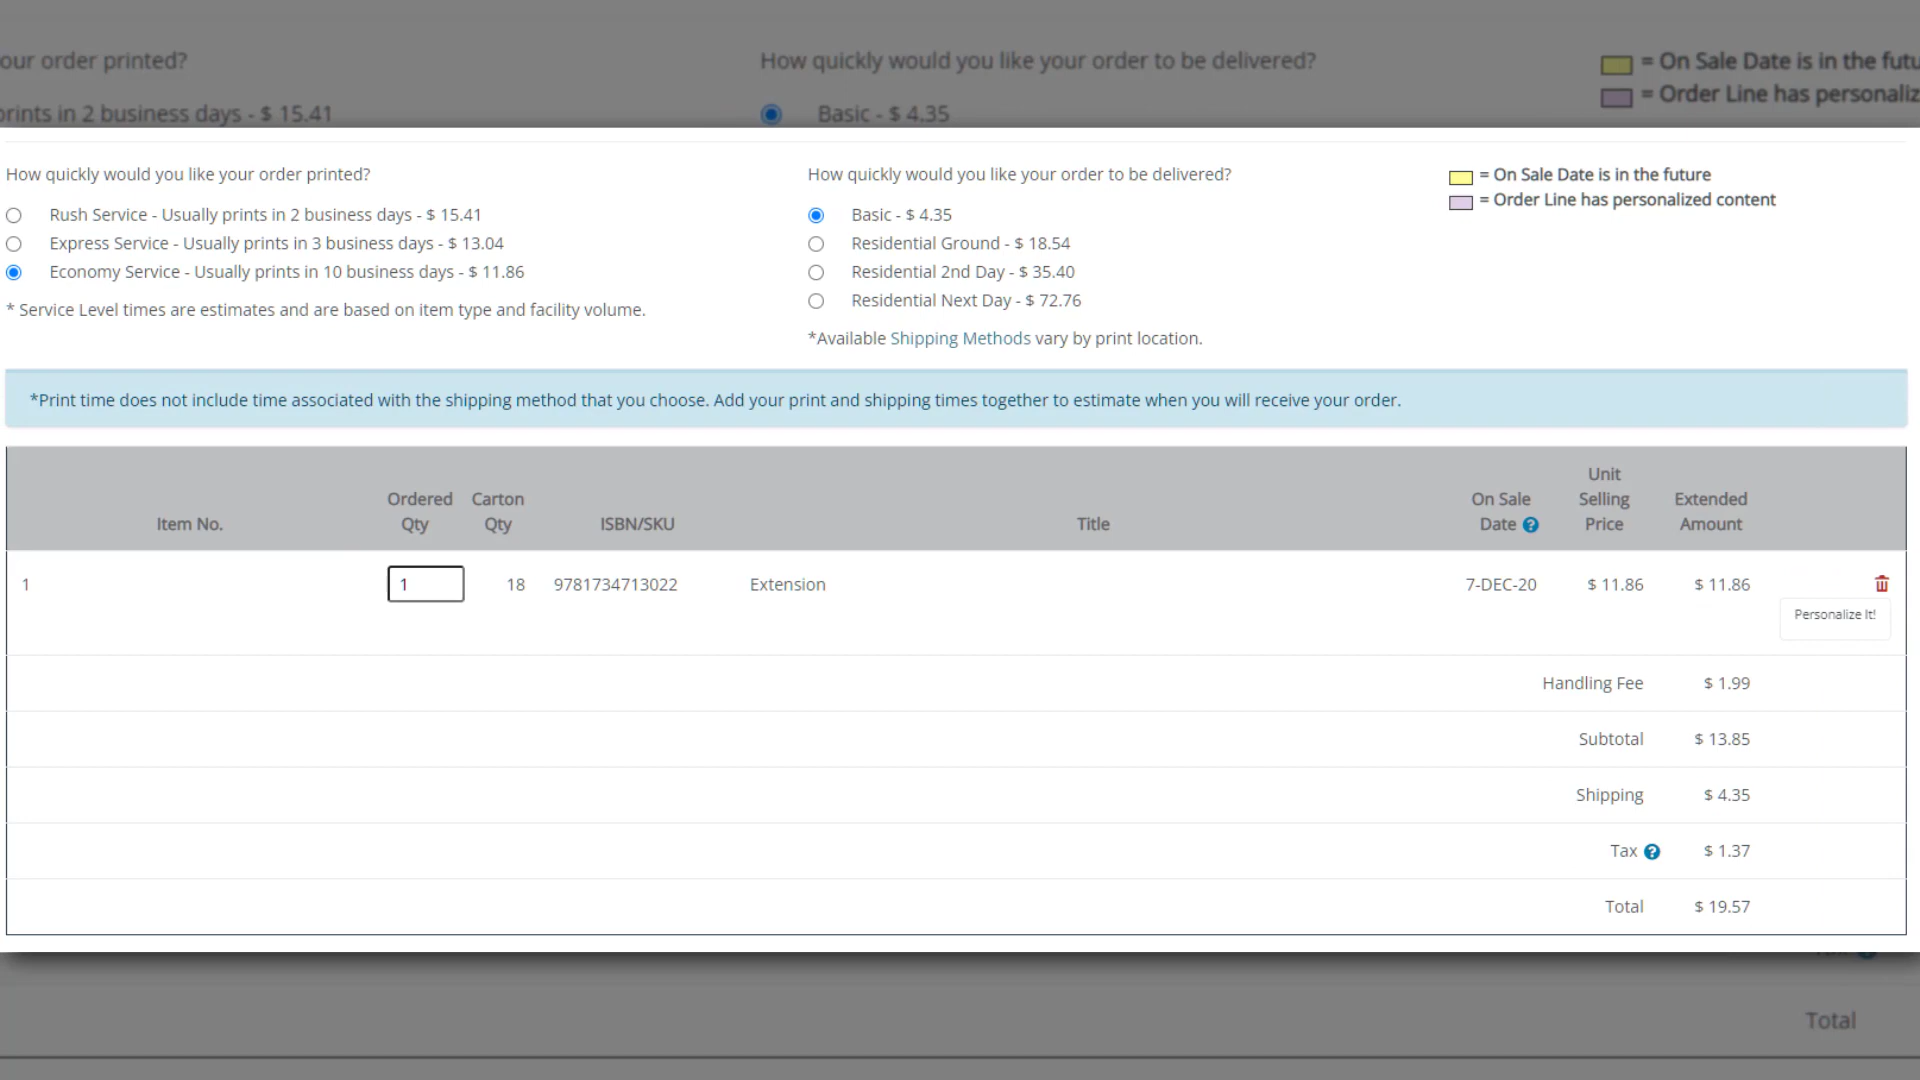 our order printed?
How quickly would you like your order to be delivered?
= On Sale Date is in the futu
prints in 2 business days - $ 15.41
Basic - $ 4.35
= Order Line has personaliz
How quickly would you like your order printed?
Rush Service - Usually prints in 2 business days - $ 15.41
Express Service - Usually prints in 3 business days - $ 13.04
Economy Service - Usually prints in 10 business days - $ 11.86
* Service Level times are estimates and are based on item type and facility volume.
How quickly would you like your order to be delivered?
Basic - $ 4.35
Residential Ground - $ 18.54
Residential 2nd Day - $ 35.40
Residential Next Day - $ 72.76
*Available Shipping Methods vary by print location.
= On Sale Date is in the future
= Order Line has personalized content
*Print time does not include time associated with the shipping method that you choose. Add your print and shipping times together to estimate when you will receive your order.
Item No.
Ordered Qty
Carton Qty
ISBN/SKU
Title
On Sale Date ?
Unit Selling Price
Extended Amount
1 1 18 9781734713022 Extension 7-DEC-20 $ 11.86 $ 11.86
Personalize It!
Handling Fee $ 1.99
Subtotal $ 13.85
Shipping $ 4.35
Tax ? $ 1.37
Total $ 19.57
Total